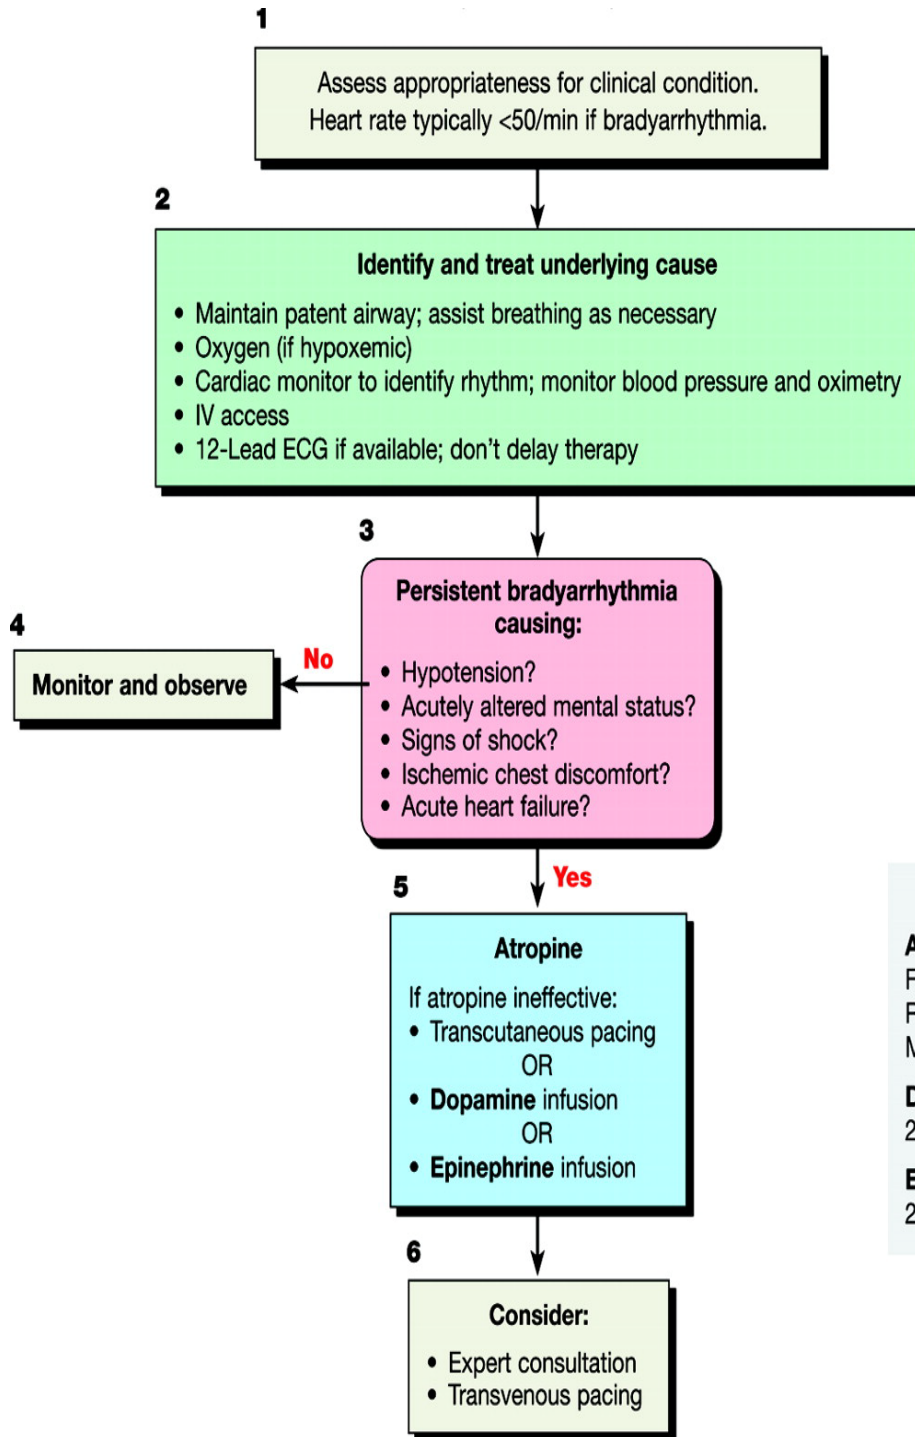 1
Assess appropriateness for clinical condition.
Heart rate typically <50/min if bradyarrhythmia.
2
Identify and treat underlying cause
• Maintain patent airway; assist breathing as necessary
• Oxygen (if hypoxemic)
• Cardiac monitor to identify rhythm; monitor blood pressure and oximetry
• IV access
• 12-Lead ECG if available; don't delay therapy
3
Persistent bradyarrhythmia
causing:
• Hypotension?
• Acutely altered mental status?
• Signs of shock?
• Ischemic chest discomfort?
• Acute heart failure?
4
No
Monitor and observe
Yes
5
Atropine
If atropine ineffective:
• Transcutaneous pacing
OR
• Dopamine infusion
OR
• Epinephrine infusion
6
Consider:
• Expert consultation
• Transvenous pacing